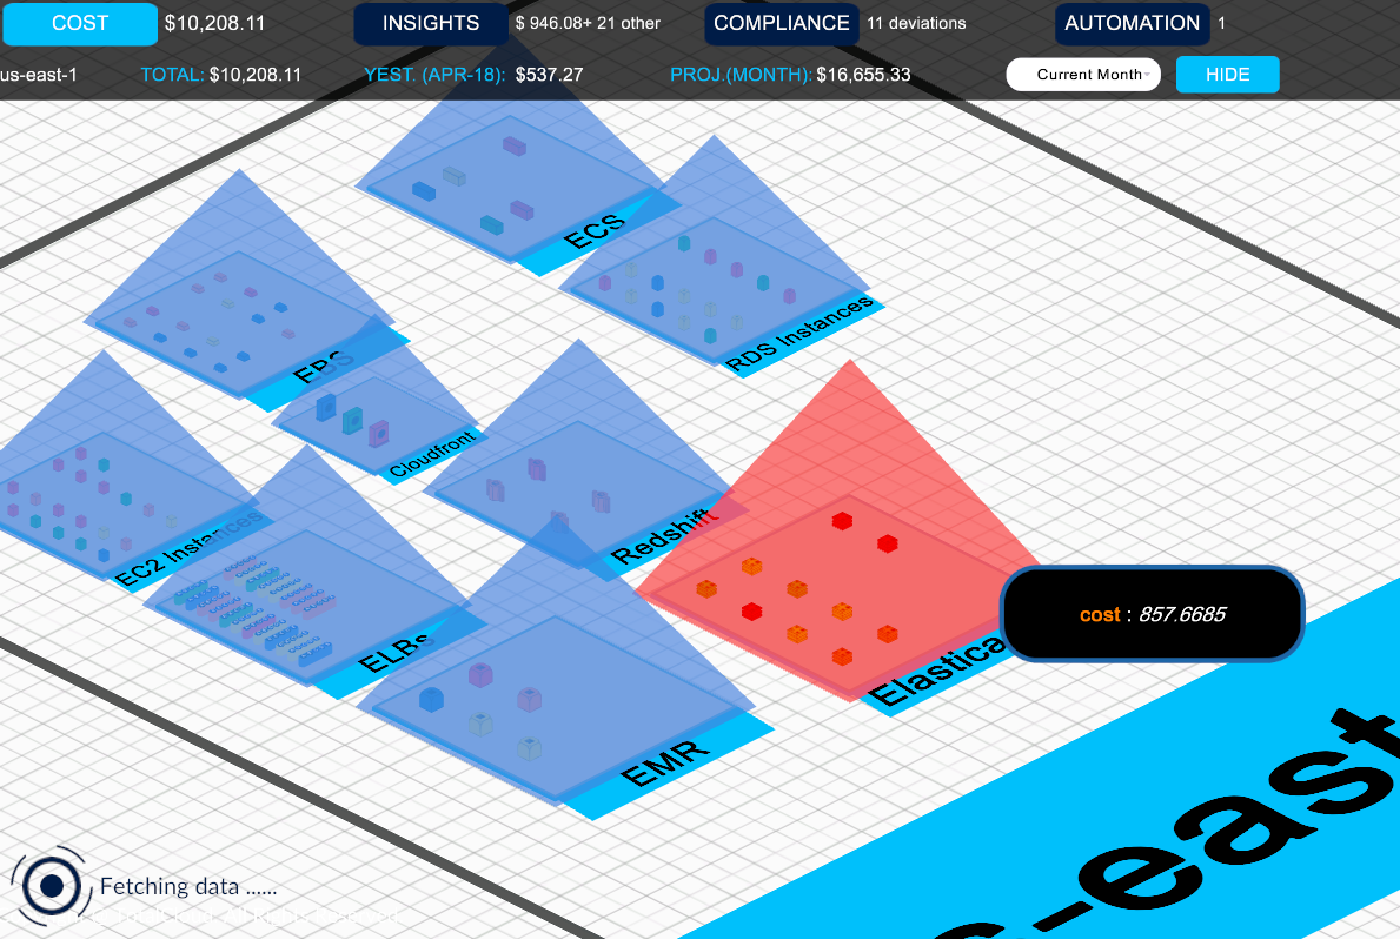 COST $10,208.11 INSIGHTS $ 946.08+ 21 other COMPLIANCE 11 deviations AUTOMATION 1
us-east-1 TOTAL: $10,208.11 YEST. (APR-18): $537.27 PROJ.(MONTH): $16,655.33 Current Month HIDE
ECS
RDS Instances
EBS
Cloudfront
EC2 Instances
Redshift
ELBs
Elastica
cost : 857.6685
EMR
-east
Fetching data ......